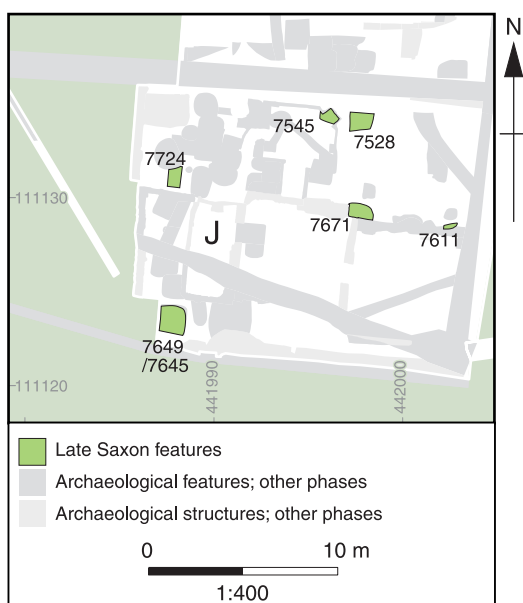 N
7545
7528
7724
111130
7671
J
7611
7649
/7645
111120
441990
442000
Late Saxon features
Archaeological features; other phases
Archaeological structures; other phases
0 10 m
1:400